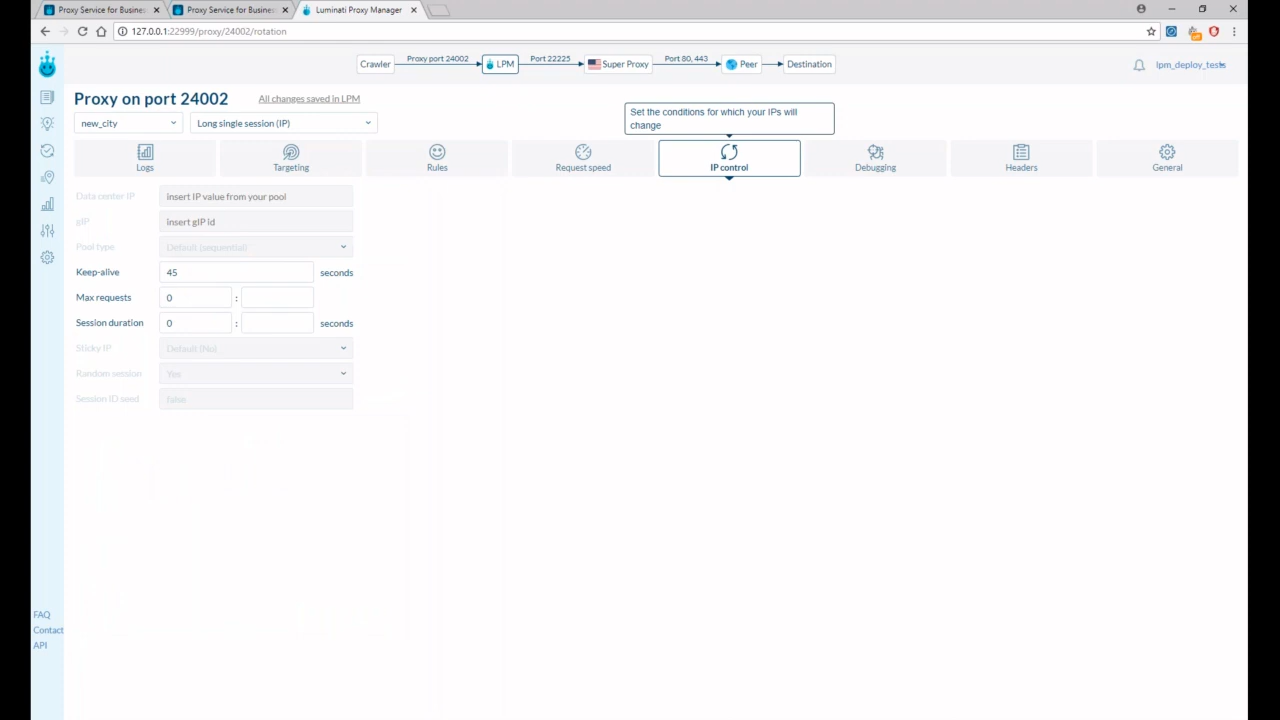 Proxy Service for Busines
Proxy Service for Busines
Luminati Proxy Manager
127.0.0.1:22999/proxy/24002/rotation
Crawler
Proxy port 24002
LPM
Port 22225
Super Proxy
Port 80, 443
Peer
Destination
lpm_deploy_tests
Proxy on port 24002
All changes saved in LPM
new_city
Long single session (IP)
Set the conditions for which your IPs will
change
Logs
Targeting
Rules
Request speed
IP control
Debugging
Headers
General
Data center IP
insert IP value from your pool
gIP
insert gIP id
Pool type
Default (sequential)
Keep-alive
45
seconds
Max requests
0
:
Session duration
0
:
seconds
Sticky IP
Default (No)
Random session
Yes
Session ID seed
false
FAQ
Contact
API